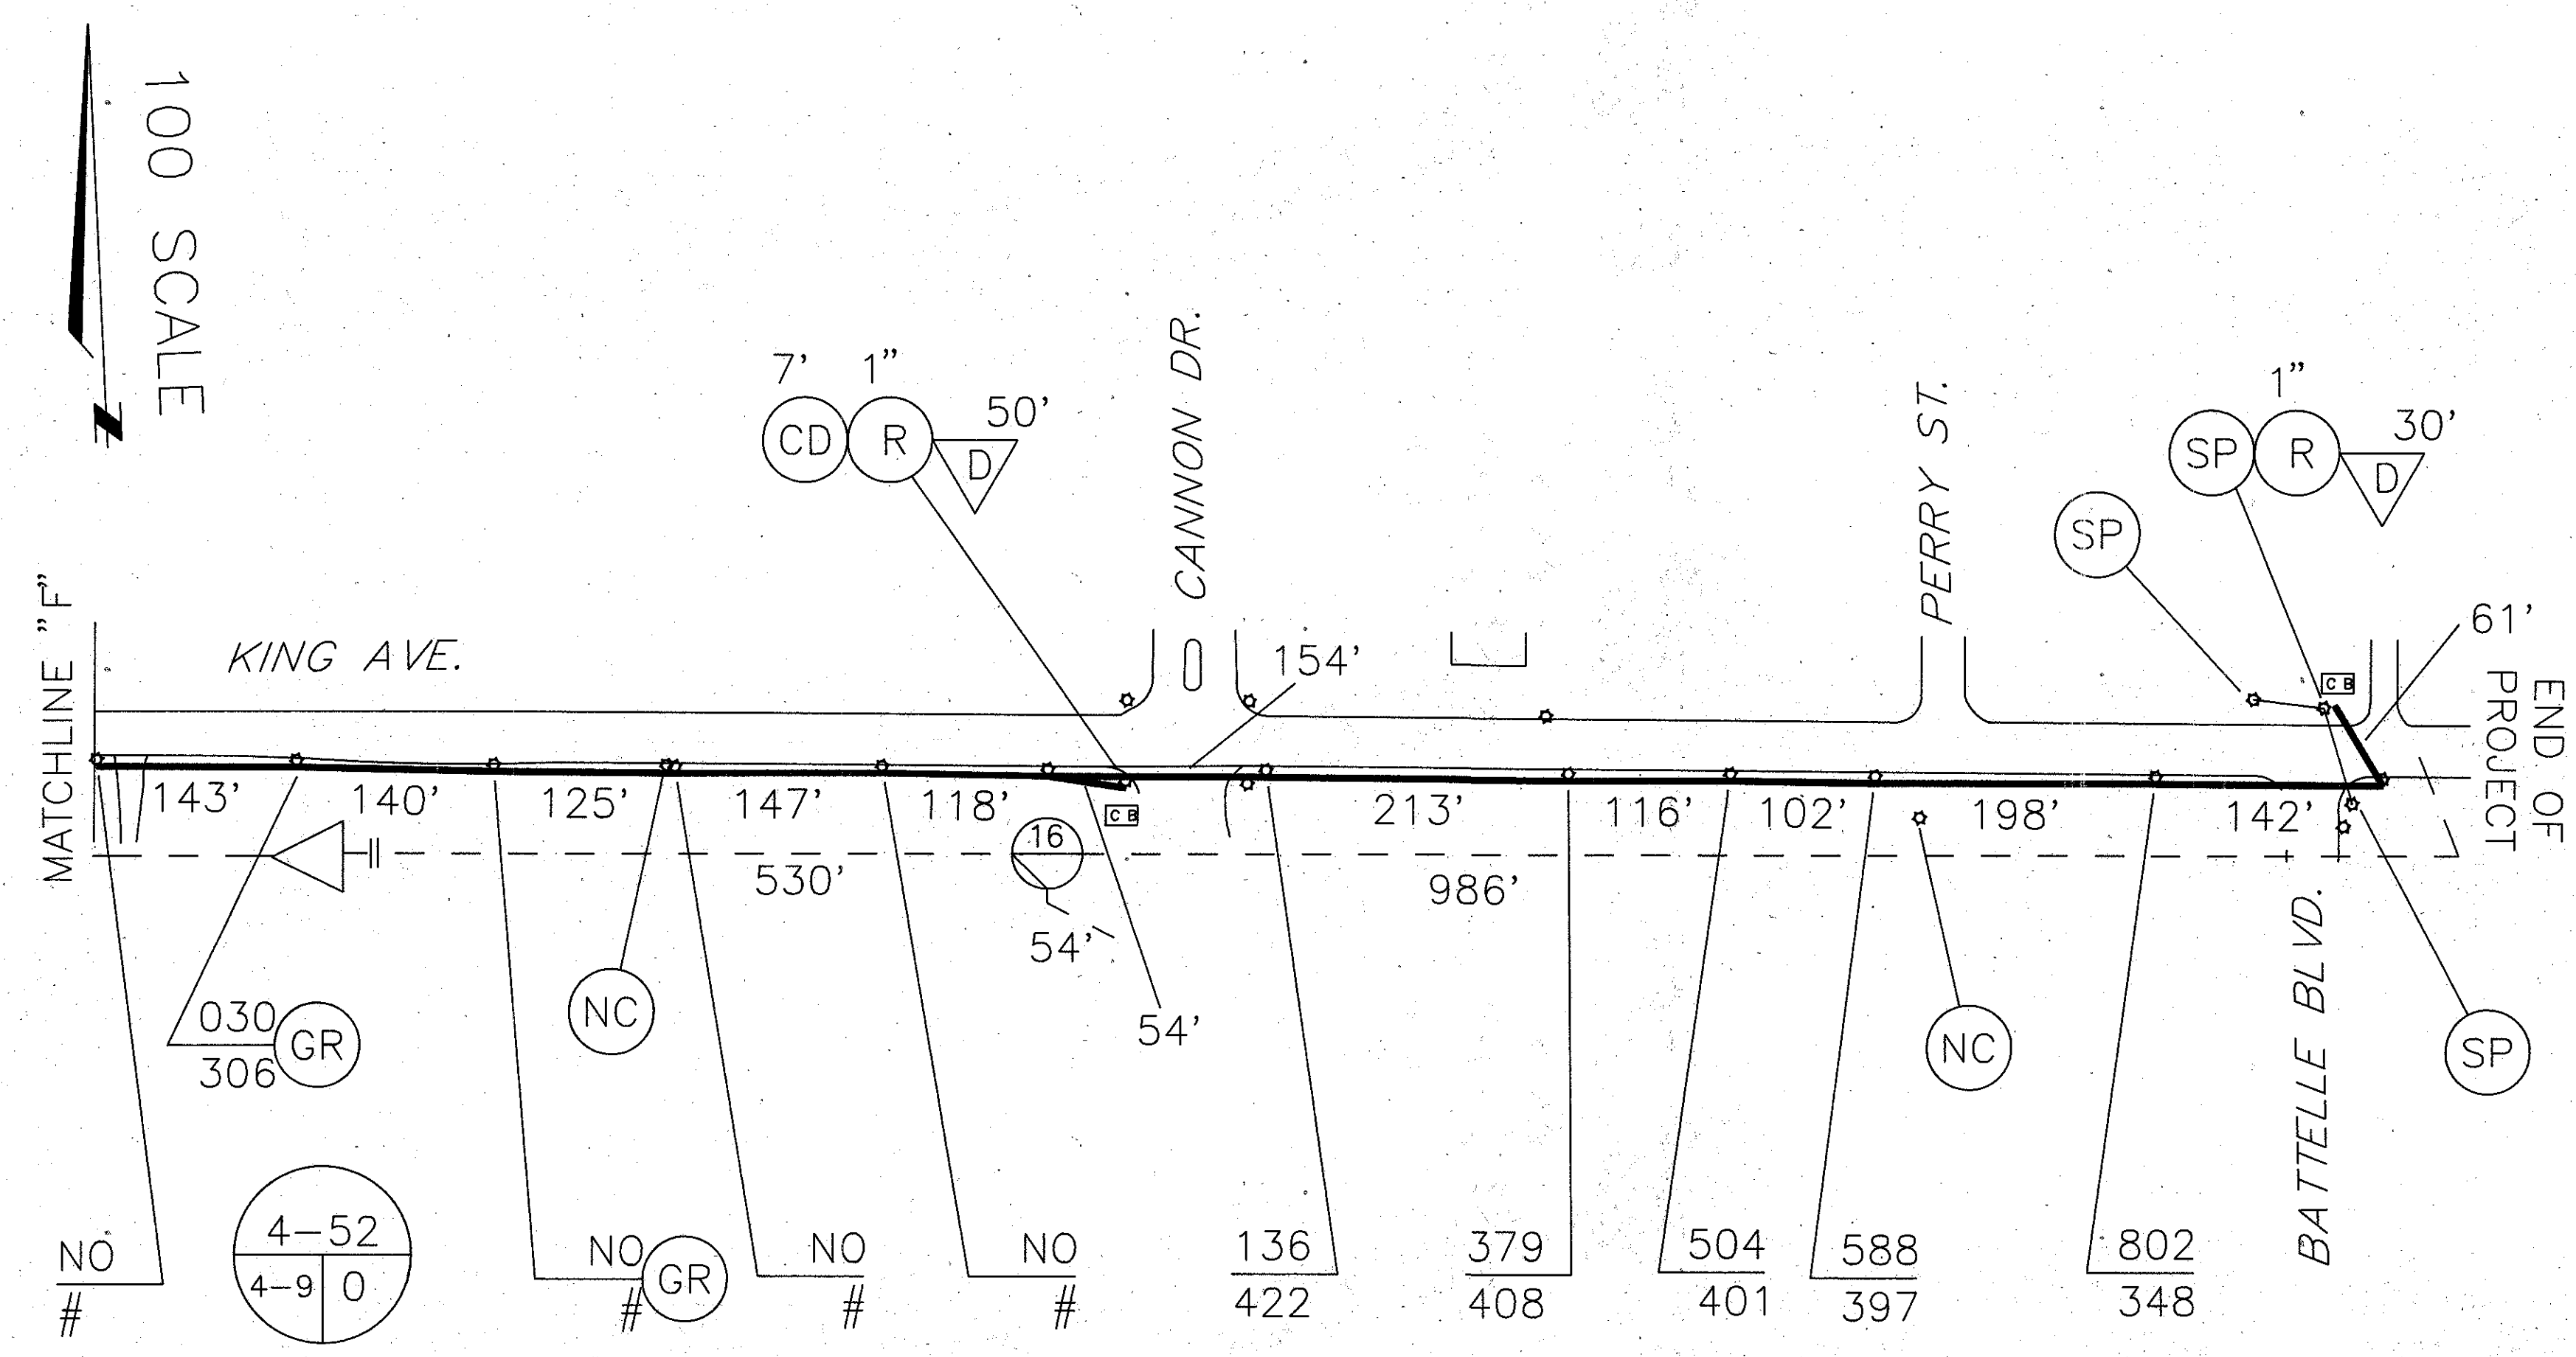 100 SCALE
N
7' 1" 50'
CD R D
CANNON DR.
PERRY ST.
1" 30'
SP R D
SP
61'
MATCHLINE "F"
KING AVE.
154'
CB
END OF
PROJECT
143' 140' 125' 147' 118'
CB
213' 116' 102' 198' 142'
16
530'
986'
54'
54'
BATTELLE BLVD.
030
306
GR
NC
NC
SP
NO
#
4-52
4-9 0
NO
#
GR
NO
#
NO
#
136
422
379
408
504
401
588
397
802
348